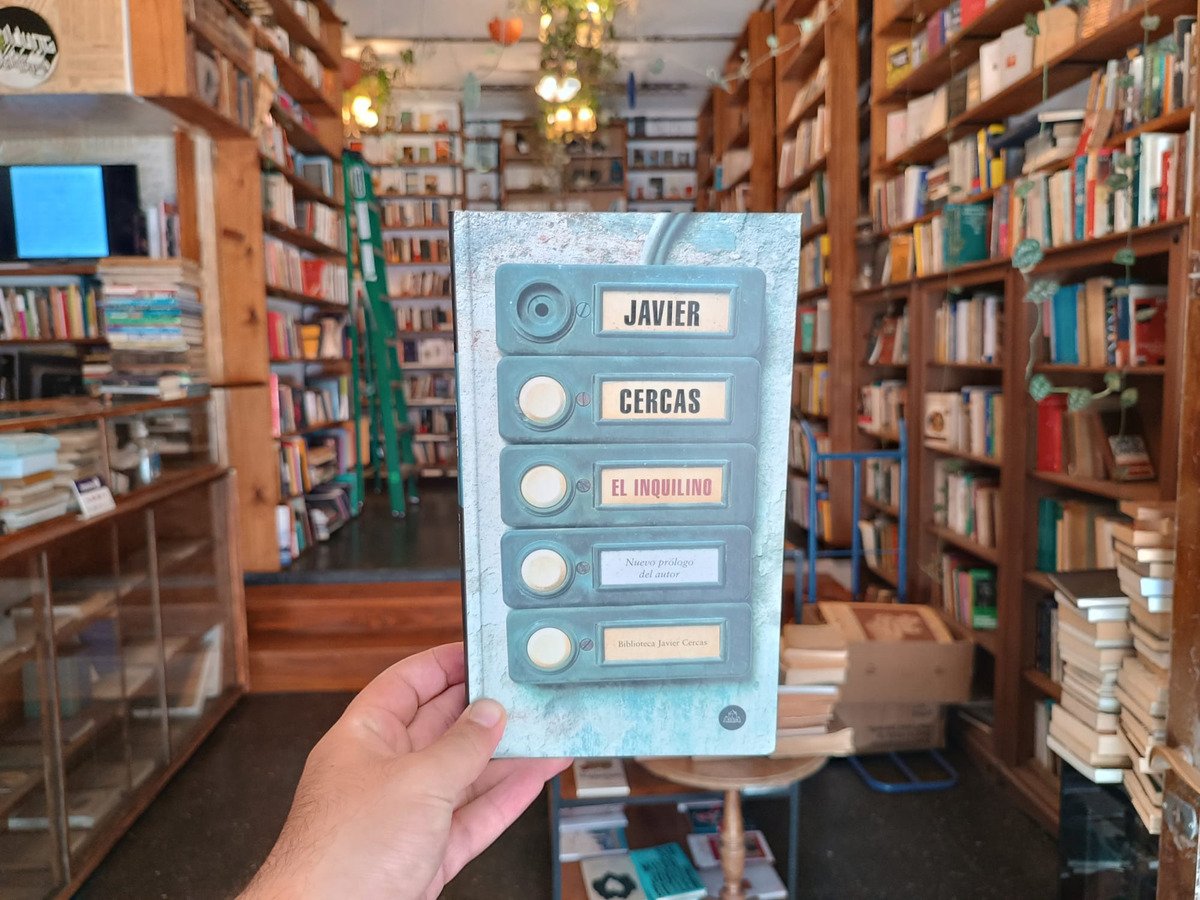 JAVIER
CERCAS
EL INQUILINO
Nuevo prólogo
del autor
Biblioteca Javier Cercas